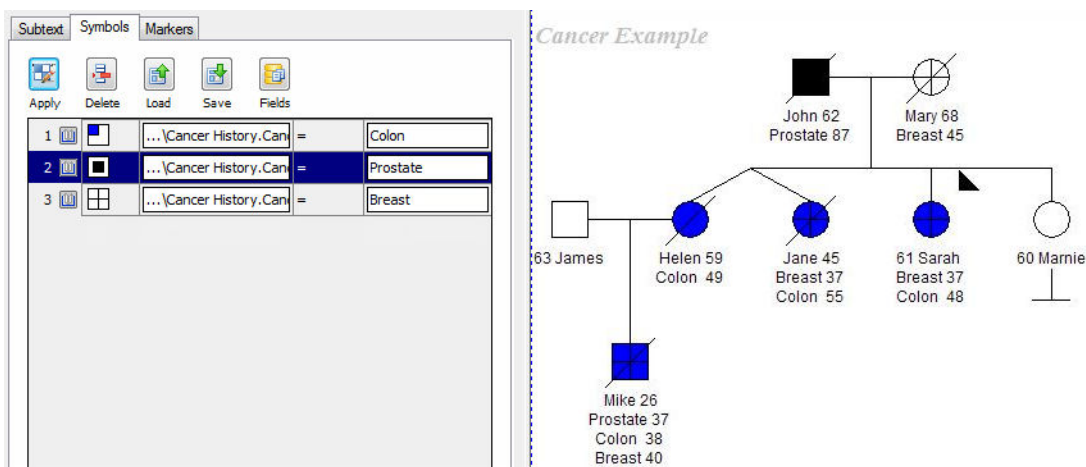 Subtext Symbols Markers
Apply Delete Load Save Fields
1 ...\Cancer History.Can = Colon
2 ...\Cancer History.Can = Prostate
3 ...\Cancer History.Can = Breast
Cancer Example
John 62
Prostate 87
Mary 68
Breast 45
63 James
Helen 59
Colon 49
Jane 45
Breast 37
Colon 55
61 Sarah
Breast 37
Colon 48
60 Marnie
Mike 26
Prostate 37
Colon 38
Breast 40